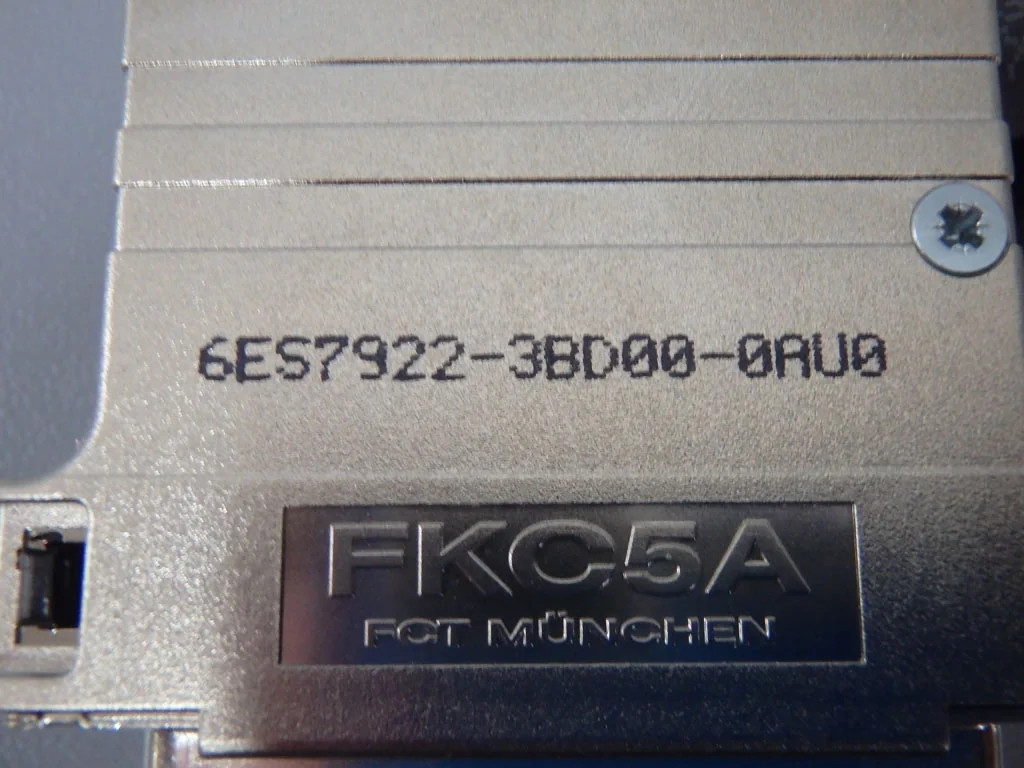 6ES7922-3BD00-0AU0
FKC5A
FCT MÜNCHEN